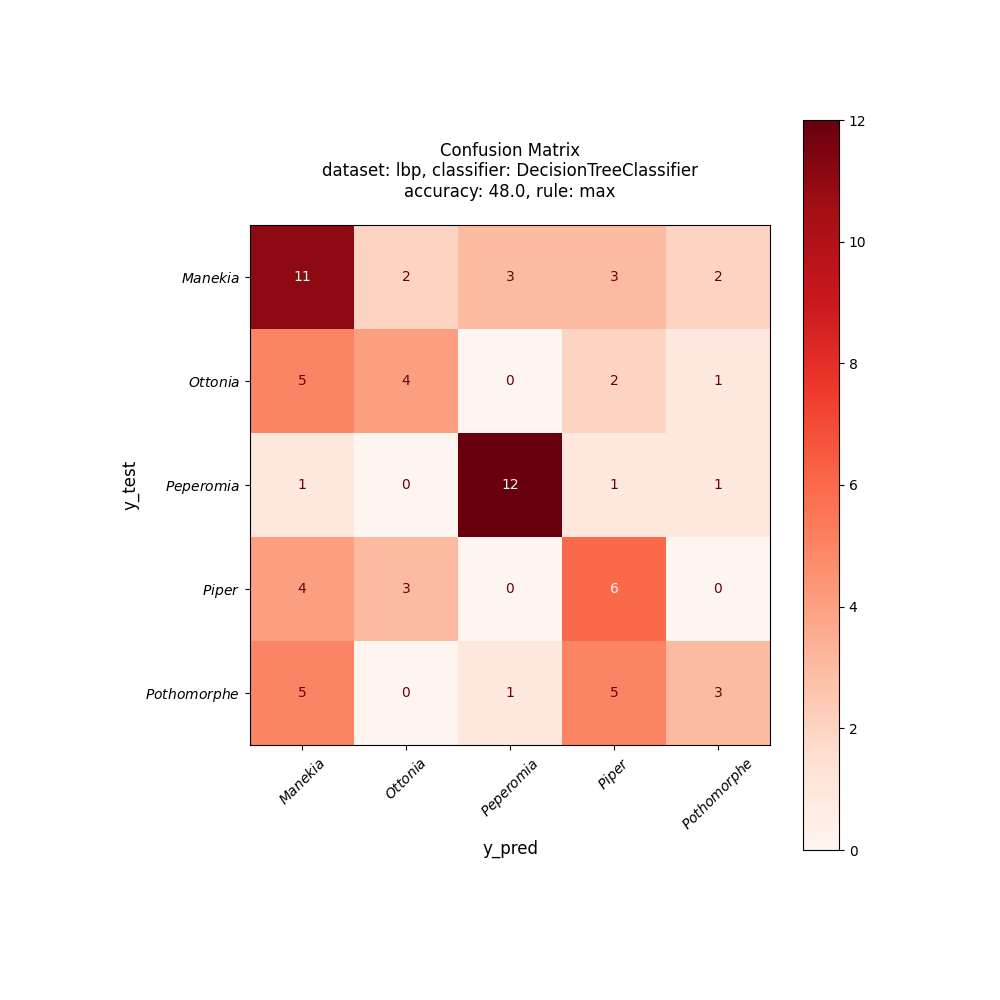 Confusion Matrix
dataset: lbp, classifier: DecisionTreeClassifier
accuracy: 48.0, rule: max
12
10
8
6
4
2
0
y_test
Manekia 11 2 3 3 2
Ottonia 5 4 0 2 1
Peperomia 1 0 12 1 1
Piper 4 3 0 6 0
Pothomorphe 5 0 1 5 3
Manekia Ottonia Peperomia Piper Pothomorphe
y_pred